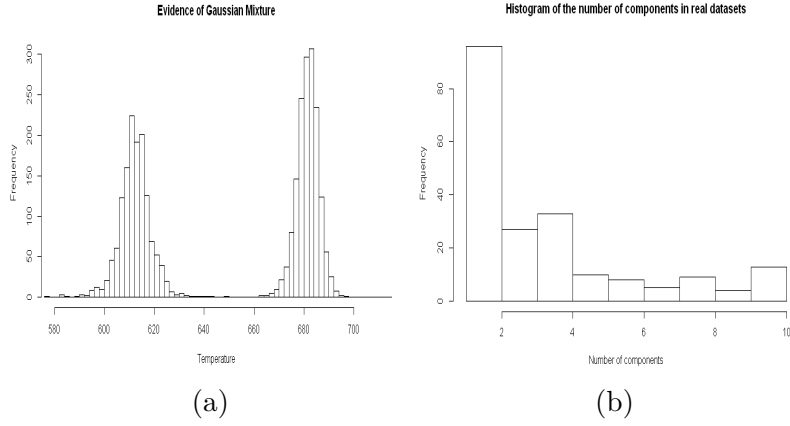 Evidence of Gaussian Mixture
Frequency
300
250
200
150
100
50
0
580 600 620 640 660 680 700
Temperature
(a)
Histogram of the number of components in real datasets
Frequency
80
60
40
20
0
2 4 6 8 10
Number of components
(b)